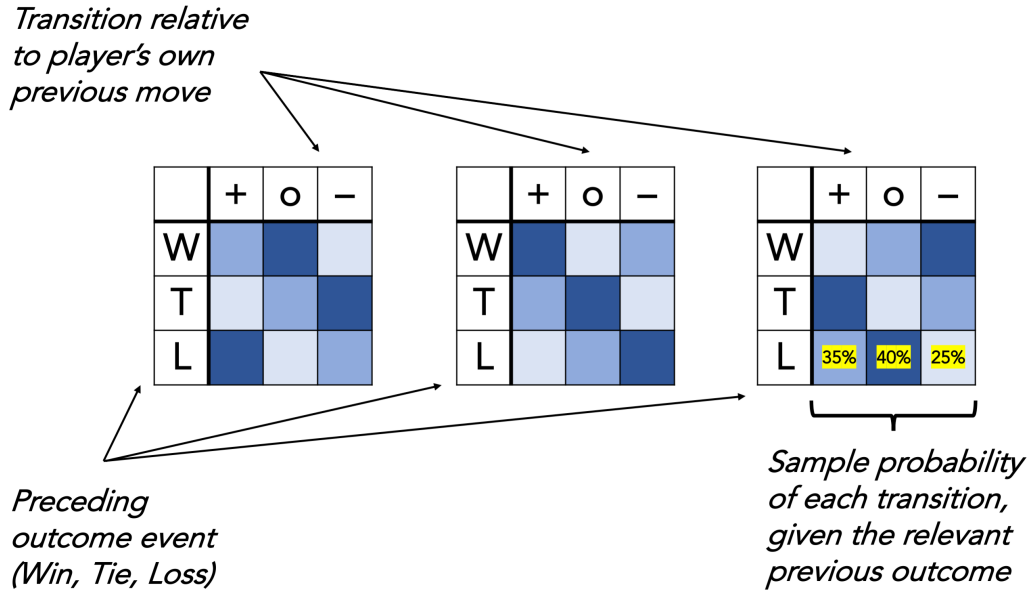 Transition relative
to player's own
previous move
+ o –
W
T
L
+ o –
W
T
L
+ o –
W
T
L 35% 40% 25%
Preceding
outcome event
(Win, Tie, Loss)
Sample probability
of each transition,
given the relevant
previous outcome